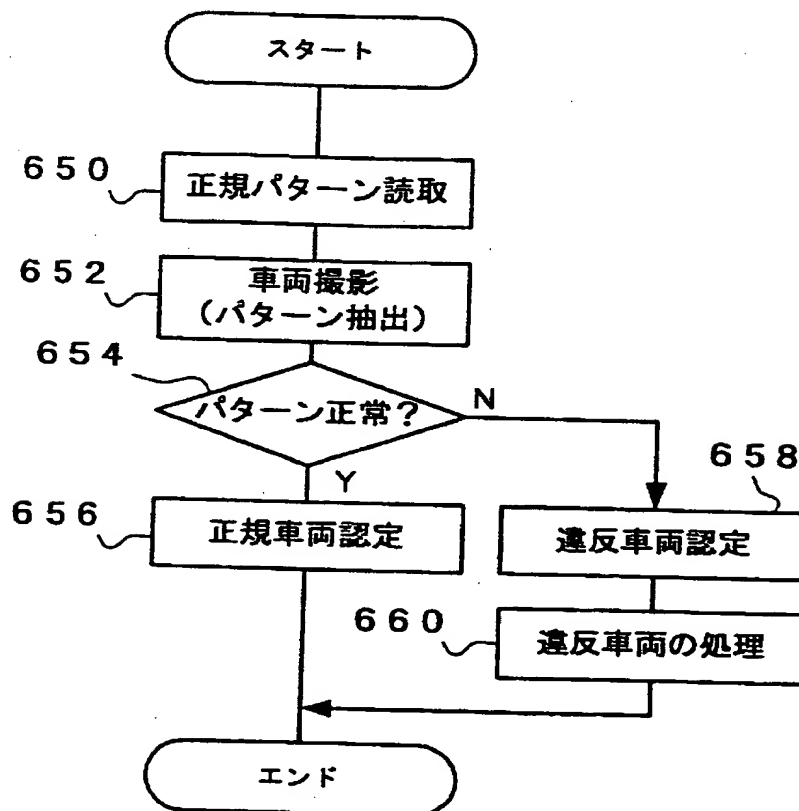 スタート
650
正規パターン読取
652
車両撮影
(パターン抽出)
654
パターン正常?
N
Y
656
正規車両認定
658
違反車両認定
660
違反車両の処理
エンド